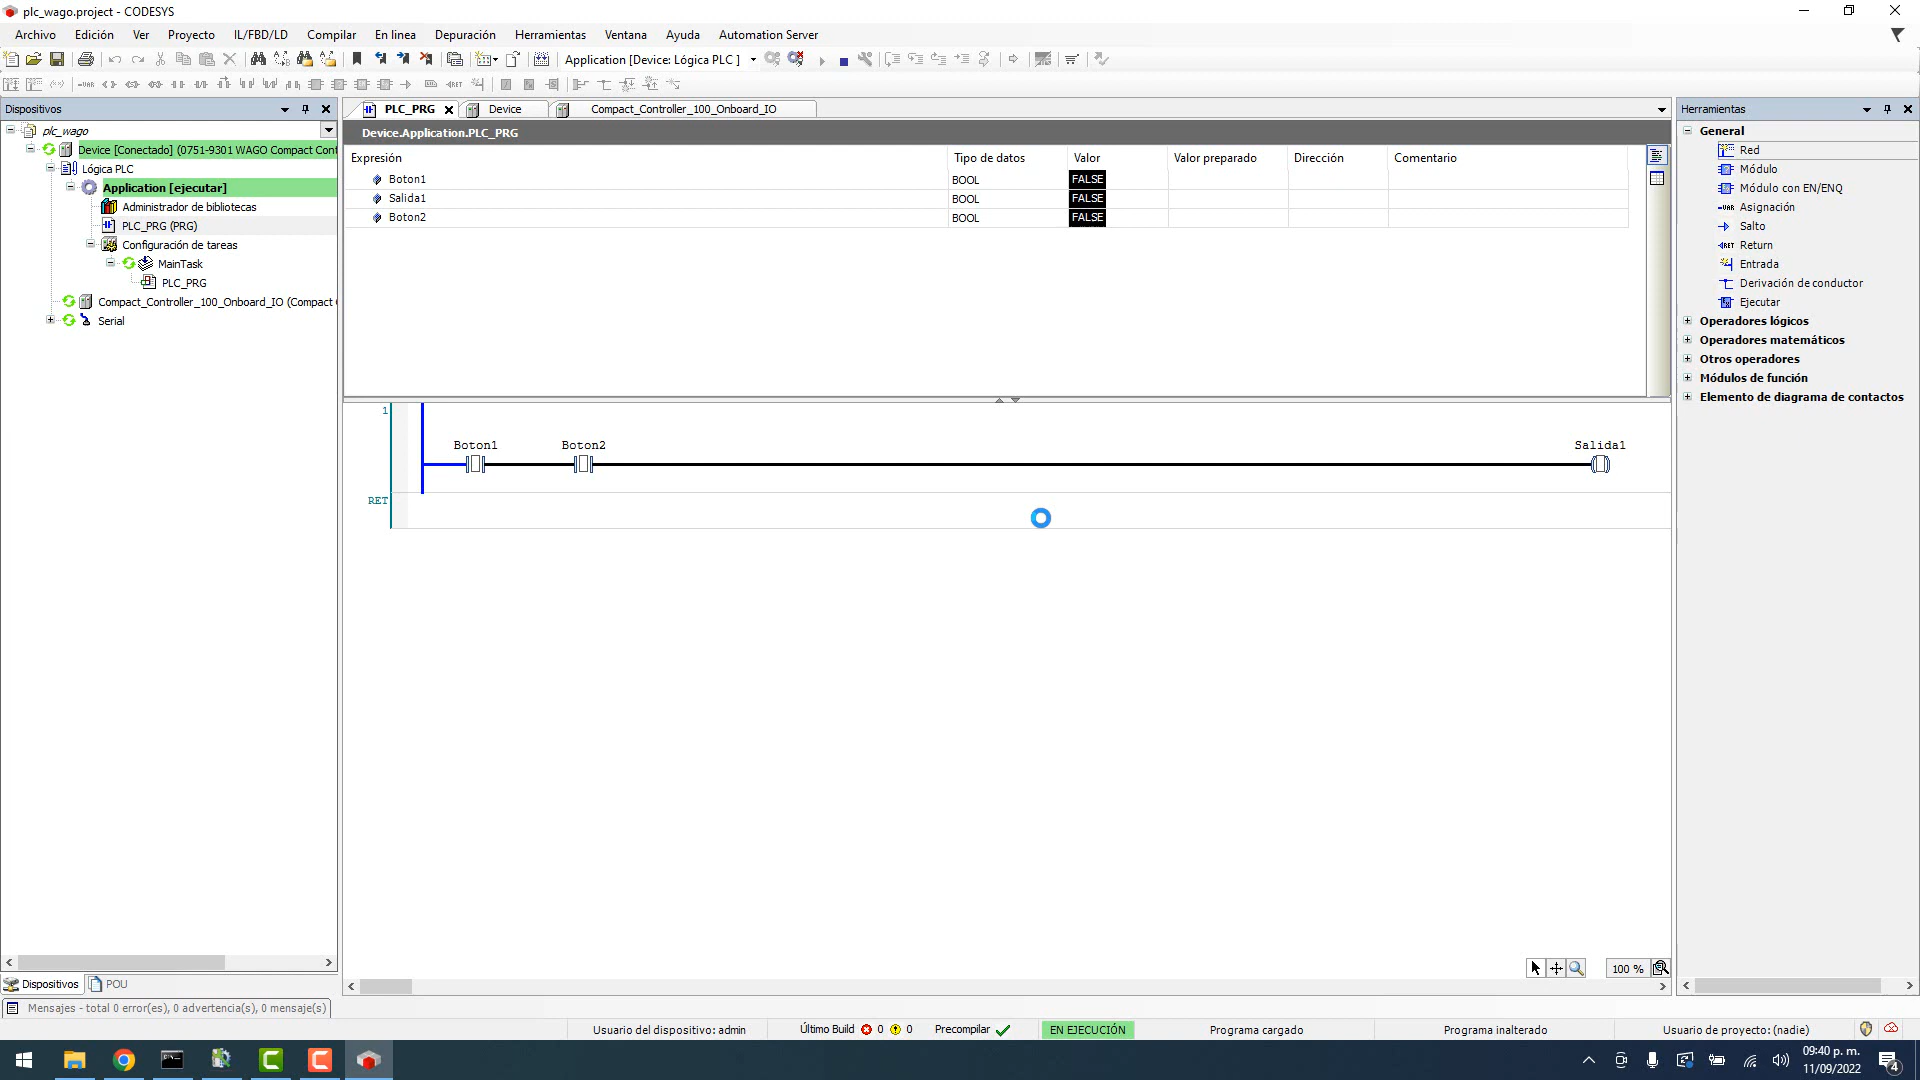 plc_wago.project - CODESYS
Archivo Edición Ver Proyecto IL/FBD/LD Compilar En linea Depuración Herramientas Ventana Ayuda Automation Server
Application [Device: Lógica PLC ]
Dispositivos
plc_wago
Device [Conectado] (0751-9301 WAGO Compact Cont
Lógica PLC
Application [ejecutar]
Administrador de bibliotecas
PLC_PRG (PRG)
Configuración de tareas
MainTask
PLC_PRG
Compact_Controller_100_Onboard_IO (Compact
Serial
Dispositivos POU
PLC_PRG Device Compact_Controller_100_Onboard_IO
Device.Application.PLC_PRG
Expresión Tipo de datos Valor Valor preparado Dirección Comentario
Boton1 BOOL FALSE
Salida1 BOOL FALSE
Boton2 BOOL FALSE
1
Boton1 Boton2 Salida1
RET
100 %
Herramientas
General
Red
Módulo
Módulo con EN/ENQ
Asignación
Salto
Return
Entrada
Derivación de conductor
Ejecutar
Operadores lógicos
Operadores matemáticos
Otros operadores
Módulos de función
Elemento de diagrama de contactos
Mensajes - total 0 error(es), 0 advertencia(s), 0 mensaje(s)
Usuario del dispositivo: admin Último Build 0 0 Precompilar EN EJECUCIÓN Programa cargado Programa inalterado Usuario de proyecto: (nadie)
09:40 p. m.
11/09/2022
4